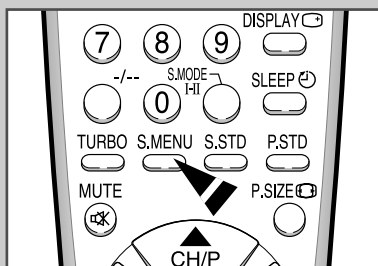 DISPLAY
7 8 9
-/-- S.MODE SLEEP
I-II
0
TURBO S.MENU S.STD P.STD
MUTE P.SIZE
CH/P